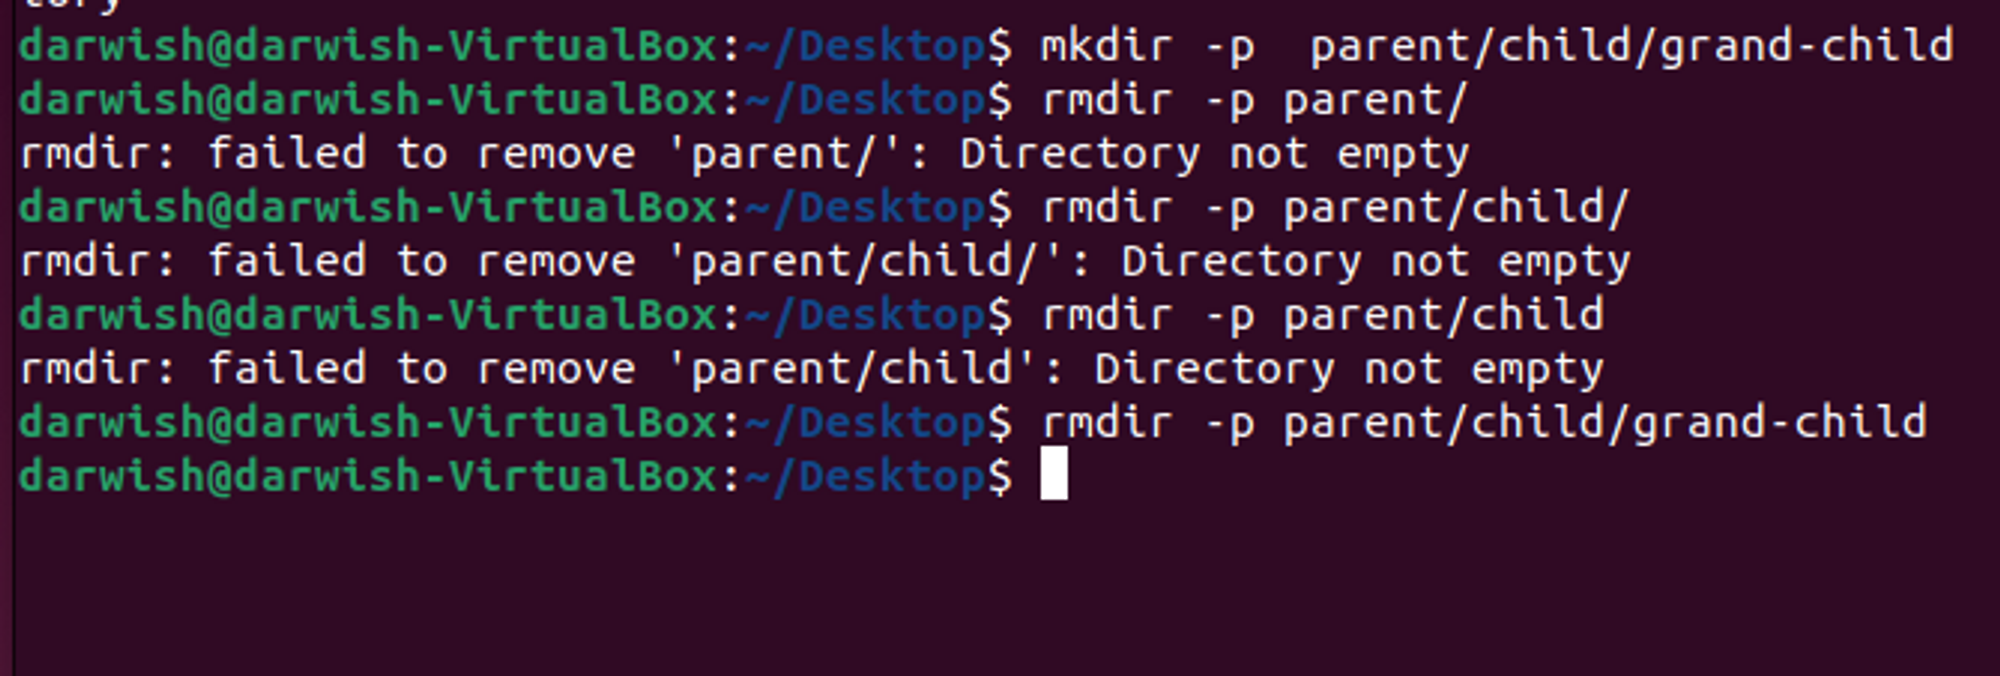 tory
darwish@darwish-VirtualBox:~/Desktop$ mkdir -p  parent/child/grand-child
darwish@darwish-VirtualBox:~/Desktop$ rmdir -p parent/
rmdir: failed to remove 'parent/': Directory not empty
darwish@darwish-VirtualBox:~/Desktop$ rmdir -p parent/child/
rmdir: failed to remove 'parent/child/': Directory not empty
darwish@darwish-VirtualBox:~/Desktop$ rmdir -p parent/child
rmdir: failed to remove 'parent/child': Directory not empty
darwish@darwish-VirtualBox:~/Desktop$ rmdir -p parent/child/grand-child
darwish@darwish-VirtualBox:~/Desktop$